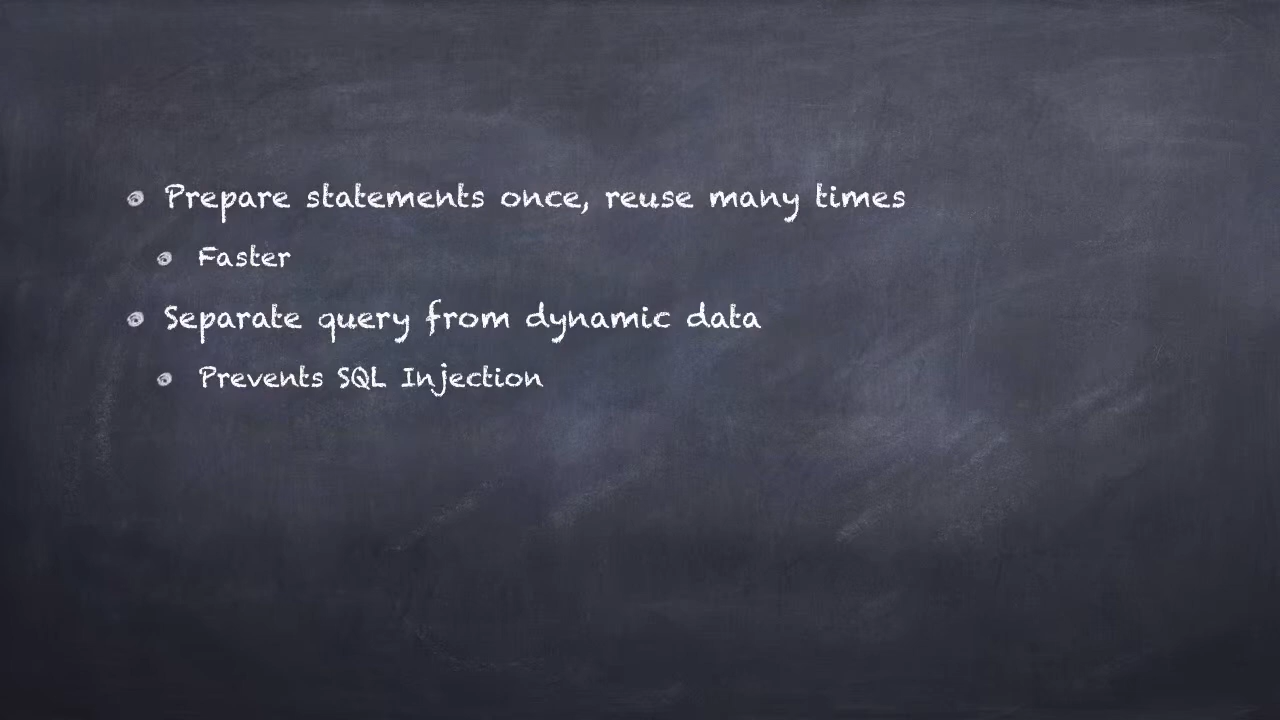 Prepare statements once, reuse many times
Faster
Separate query from dynamic data
Prevents SQL Injection